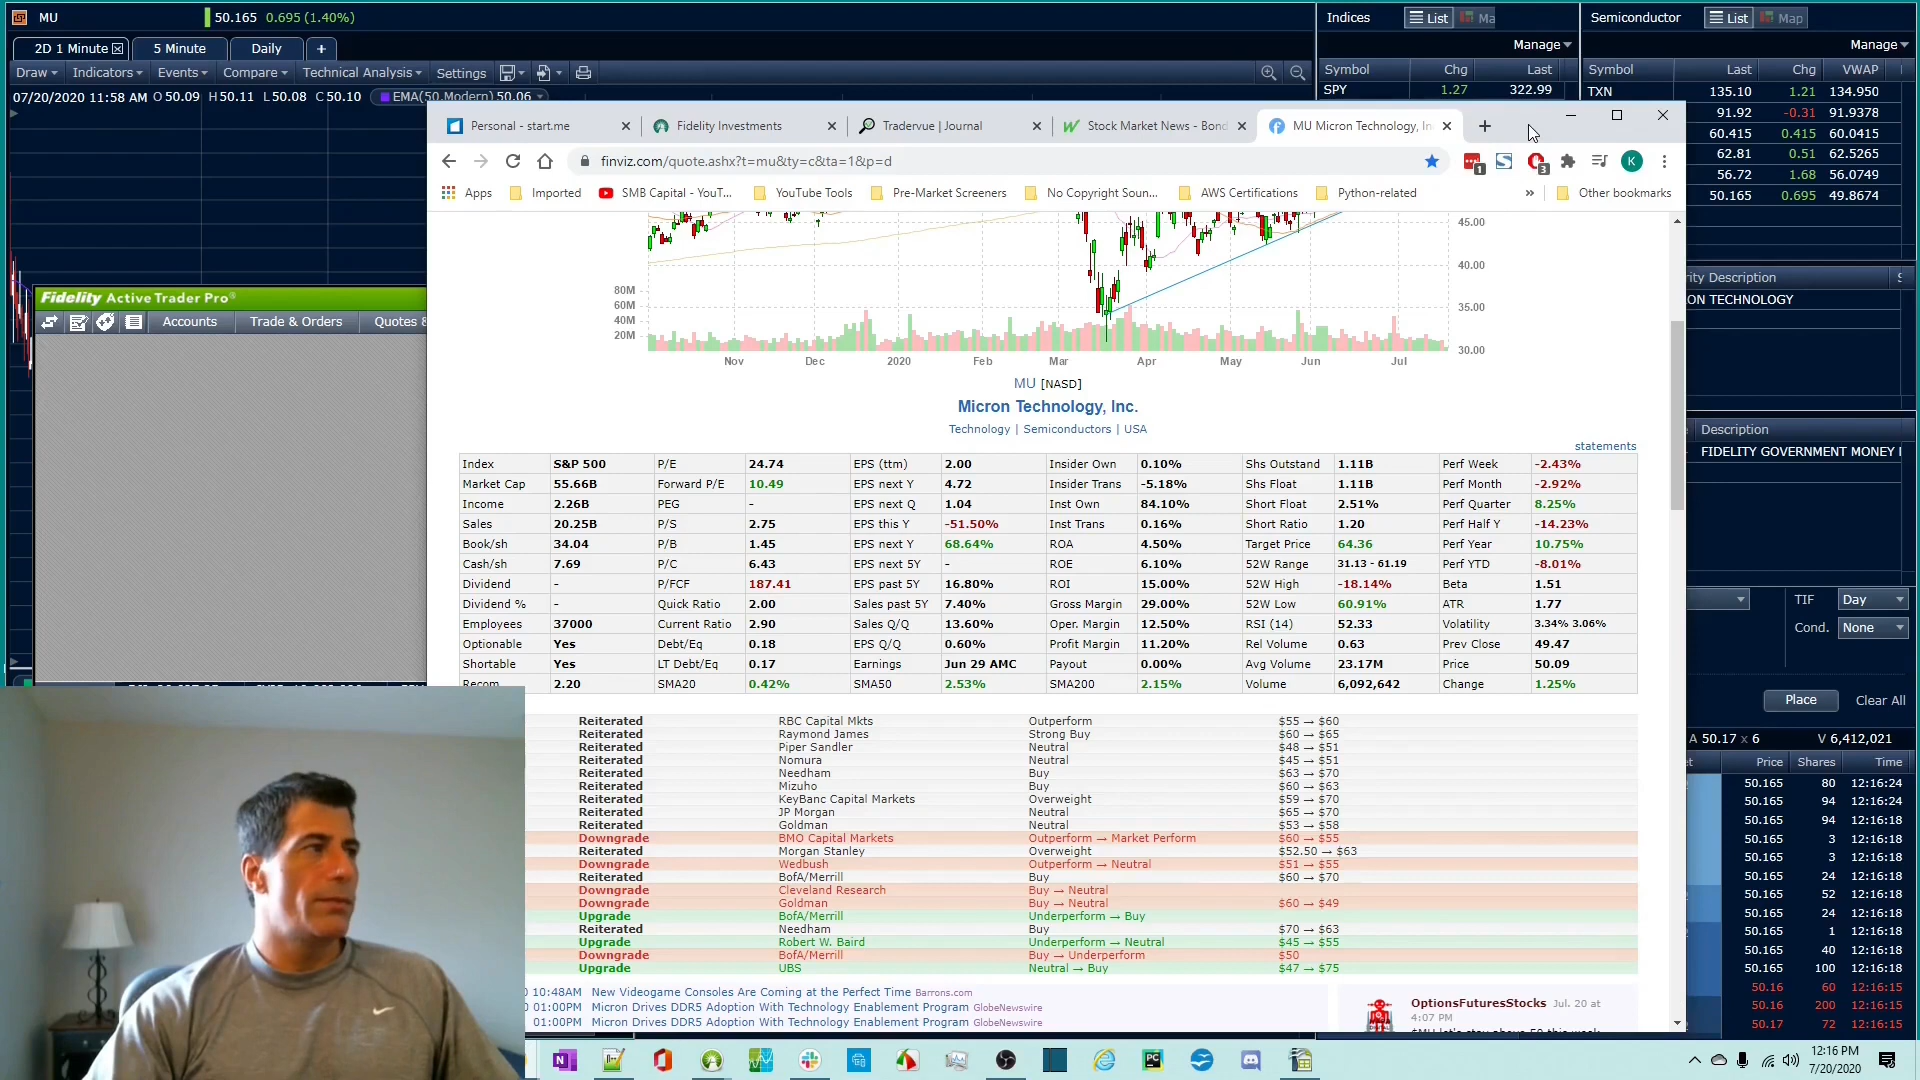 MU 50.165 0.695 (1.40%)
Indices List Ma
Semiconductor List Map
2D 1 Minute 5 Minute Daily +
Manage
Manage
Draw Indicators Events Compare Technical Analysis Settings
Symbol Chg Last
Symbol Last Chg VWAP
07/20/2020 11:58 AM O 50.09 H 50.11 L 50.08 C 50.10 EMA(50,Modern) 50.06
SPY 1.27 322.99
TXN 135.10 1.21 134.950
91.92 -0.31 91.9378
60.415 0.415 60.0415
62.81 0.51 62.5265
56.72 1.68 56.0749
50.165 0.695 49.8674
Personal - start.me Fidelity Investments Tradervue | Journal Stock Market News - Bond MU Micron Technology, In
finviz.com/quote.ashx?t=mu&ty=c&ta=1&p=d
1 3 K
Apps Imported SMB Capital - YouT... YouTube Tools Pre-Market Screeners No Copyright Soun... AWS Certifications Python-related » Other bookmarks
45.00
40.00
35.00
30.00
80M
60M
40M
20M
Nov Dec 2020 Feb Mar Apr May Jun Jul
Fidelity Active Trader Pro®
Accounts Trade & Orders Quotes &
MU [NASD]
Micron Technology, Inc.
Technology | Semiconductors | USA
statements
Index S&P 500 P/E 24.74 EPS (ttm) 2.00 Insider Own 0.10% Shs Outstand 1.11B Perf Week -2.43%
Market Cap 55.66B Forward P/E 10.49 EPS next Y 4.72 Insider Trans -5.18% Shs Float 1.11B Perf Month -2.92%
Income 2.26B PEG - EPS next Q 1.04 Inst Own 84.10% Short Float 2.51% Perf Quarter 8.25%
Sales 20.25B P/S 2.75 EPS this Y -51.50% Inst Trans 0.16% Short Ratio 1.20 Perf Half Y -14.23%
Book/sh 34.04 P/B 1.45 EPS next Y 68.64% ROA 4.50% Target Price 64.36 Perf Year 10.75%
Cash/sh 7.69 P/C 6.43 EPS next 5Y - ROE 6.10% 52W Range 31.13 - 61.19 Perf YTD -8.01%
Dividend - P/FCF 187.41 EPS past 5Y 16.80% ROI 15.00% 52W High -18.14% Beta 1.51
Dividend % - Quick Ratio 2.00 Sales past 5Y 7.40% Gross Margin 29.00% 52W Low 60.91% ATR 1.77
Employees 37000 Current Ratio 2.90 Sales Q/Q 13.60% Oper. Margin 12.50% RSI (14) 52.33 Volatility 3.34% 3.06%
Optionable Yes Debt/Eq 0.18 EPS Q/Q 0.60% Profit Margin 11.20% Rel Volume 0.63 Prev Close 49.47
Shortable Yes LT Debt/Eq 0.17 Earnings Jun 29 AMC Payout 0.00% Avg Volume 23.17M Price 50.09
Recom 2.20 SMA20 0.42% SMA50 2.53% SMA200 2.15% Volume 6,092,642 Change 1.25%
Reiterated RBC Capital Mkts Outperform $55 → $60
Reiterated Raymond James Strong Buy $60 → $65
Reiterated Piper Sandler Neutral $48 → $51
Reiterated Nomura Neutral $45 → $51
Reiterated Needham Buy $63 → $70
Reiterated Mizuho Buy $60 → $63
Reiterated KeyBanc Capital Markets Overweight $59 → $70
Reiterated JP Morgan Neutral $65 → $70
Reiterated Goldman Neutral $53 → $58
Downgrade BMO Capital Markets Outperform → Market Perform $60 → $55
Reiterated Morgan Stanley Overweight $52.50 → $63
Downgrade Wedbush Outperform → Neutral $51 → $55
Reiterated BofA/Merrill Buy $60 → $70
Downgrade Cleveland Research Buy → Neutral
Downgrade Goldman Buy → Neutral $60 → $49
Upgrade BofA/Merrill Underperform → Buy
Reiterated Needham Buy $70 → $63
Upgrade Robert W. Baird Underperform → Neutral $45 → $55
Downgrade BofA/Merrill Buy → Underperform $50
Upgrade UBS Neutral → Buy $47 → $75
10:48AM New Videogame Consoles Are Coming at the Perfect Time Barrons.com
01:00PM Micron Drives DDR5 Adoption With Technology Enablement Program GlobeNewswire
01:00PM Micron Drives DDR5 Adoption With Technology Enablement Program GlobeNewswire
OptionsFuturesStocks Jul. 20 at
4:07 PM
rity Description
ON TECHNOLOGY
Description
FIDELITY GOVERNMENT MONEY
TIF Day
Cond. None
Place Clear All
A 50.17 x 6 V 6,412,021
Price Shares Time
50.165 80 12:16:24
50.165 94 12:16:24
50.165 94 12:16:18
50.165 3 12:16:18
50.165 3 12:16:18
50.165 24 12:16:18
50.165 52 12:16:18
50.165 24 12:16:18
50.165 1 12:16:18
50.165 40 12:16:18
50.165 100 12:16:18
50.16 60 12:16:15
50.16 200 12:16:15
50.17 72 12:16:15
12:16 PM
7/20/2020